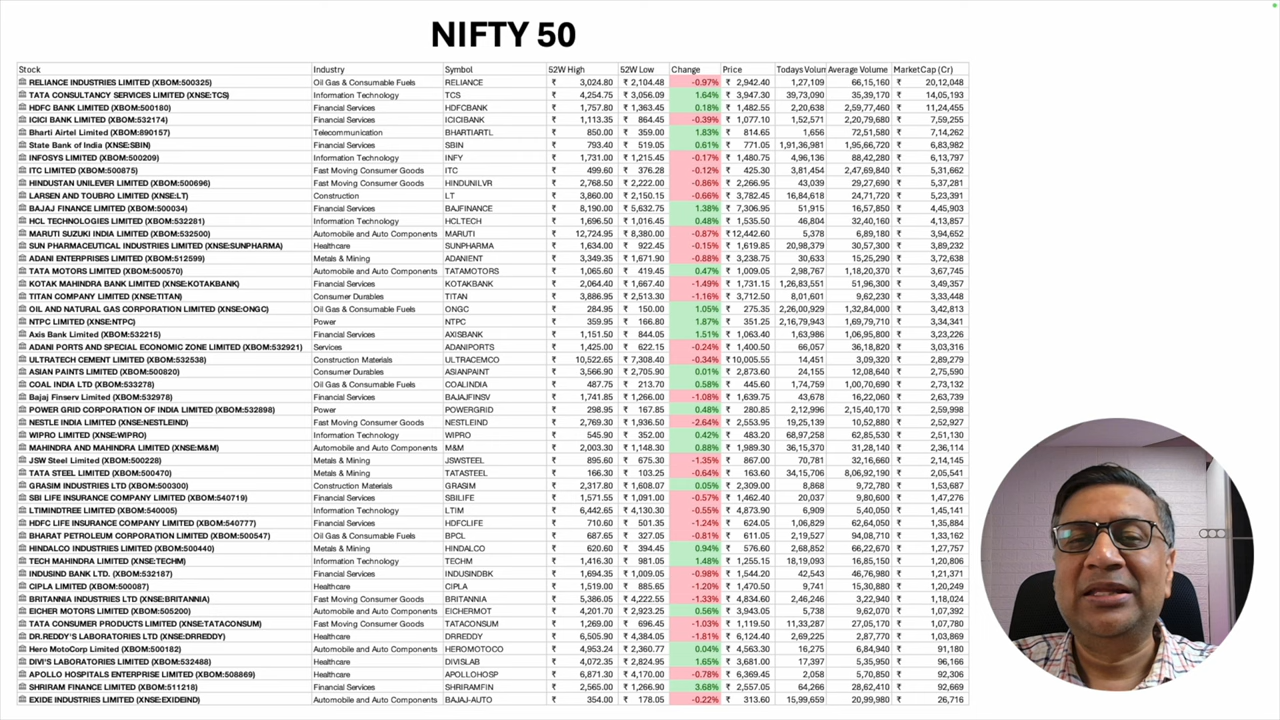 NIFTY 50
Stock Industry Symbol 52W High 52W Low Change Price Todays Volum Average Volume MarketCap (Cr)
RELIANCE INDUSTRIES LIMITED (XBOM:500325) Oil Gas & Consumable Fuels RELIANCE ₹ 3,024.80 ₹ 2,104.48 -0.97% ₹ 2,942.40 1,27,109 66,15,160 ₹ 20,12,048
TATA CONSULTANCY SERVICES LIMITED (XNSE:TCS) Information Technology TCS ₹ 4,254.75 ₹ 3,056.09 1.64% ₹ 3,947.30 39,73,090 35,39,170 ₹ 14,05,193
HDFC BANK LIMITED (XBOM:500180) Financial Services HDFCBANK ₹ 1,757.80 ₹ 1,363.45 0.18% ₹ 1,482.55 2,20,638 2,59,77,460 ₹ 11,24,455
ICICI BANK LIMITED (XBOM:532174) Financial Services ICICIBANK ₹ 1,113.35 ₹ 864.45 -0.39% ₹ 1,077.10 1,52,571 2,20,79,680 ₹ 7,59,255
Bharti Airtel Limited (XBOM:890157) Telecommunication BHARTIARTL ₹ 850.00 ₹ 359.00 1.83% ₹ 814.65 1,656 72,51,580 ₹ 7,14,262
State Bank of India (XNSE:SBIN) Financial Services SBIN ₹ 793.40 ₹ 519.05 0.61% ₹ 771.05 1,91,36,981 1,95,66,720 ₹ 6,83,982
INFOSYS LIMITED (XBOM:500209) Information Technology INFY ₹ 1,731.00 ₹ 1,215.45 -0.17% ₹ 1,480.75 4,96,136 88,42,280 ₹ 6,13,797
ITC LIMITED (XBOM:500875) Fast Moving Consumer Goods ITC ₹ 499.60 ₹ 376.28 -0.12% ₹ 425.30 3,81,454 2,47,69,840 ₹ 5,31,662
HINDUSTAN UNILEVER LIMITED (XBOM:500696) Fast Moving Consumer Goods HINDUNILVR ₹ 2,768.50 ₹ 2,222.00 -0.86% ₹ 2,266.95 43,039 29,27,690 ₹ 5,37,281
LARSEN AND TOUBRO LIMITED (XNSE:LT) Construction LT ₹ 3,860.00 ₹ 2,150.15 -0.66% ₹ 3,782.45 16,84,618 24,71,720 ₹ 5,23,391
BAJAJ FINANCE LIMITED (XBOM:500034) Financial Services BAJFINANCE ₹ 8,190.00 ₹ 5,632.75 1.38% ₹ 7,306.95 51,915 16,57,850 ₹ 4,45,903
HCL TECHNOLOGIES LIMITED (XBOM:532281) Information Technology HCLTECH ₹ 1,696.50 ₹ 1,016.45 0.48% ₹ 1,535.50 46,804 32,40,160 ₹ 4,13,857
MARUTI SUZUKI INDIA LIMITED (XBOM:532500) Automobile and Auto Components MARUTI ₹ 12,724.95 ₹ 8,380.00 -0.87% ₹ 12,442.60 5,378 6,89,180 ₹ 3,94,652
SUN PHARMACEUTICAL INDUSTRIES LIMITED (XNSE:SUNPHARMA) Healthcare SUNPHARMA ₹ 1,634.00 ₹ 922.45 -0.15% ₹ 1,619.85 20,98,379 30,57,300 ₹ 3,89,232
ADANI ENTERPRISES LIMITED (XBOM:512599) Metals & Mining ADANIENT ₹ 3,349.35 ₹ 1,671.90 -0.88% ₹ 3,238.75 30,633 15,25,290 ₹ 3,72,638
TATA MOTORS LIMITED (XBOM:500570) Automobile and Auto Components TATAMOTORS ₹ 1,065.60 ₹ 419.45 0.47% ₹ 1,009.05 2,98,767 1,18,20,370 ₹ 3,67,745
KOTAK MAHINDRA BANK LIMITED (XNSE:KOTAKBANK) Financial Services KOTAKBANK ₹ 2,064.40 ₹ 1,667.40 -1.49% ₹ 1,731.15 1,26,83,551 51,96,300 ₹ 3,49,357
TITAN COMPANY LIMITED (XNSE:TITAN) Consumer Durables TITAN ₹ 3,886.95 ₹ 2,513.30 -1.16% ₹ 3,712.50 8,01,601 9,62,230 ₹ 3,33,448
OIL AND NATURAL GAS CORPORATION LIMITED (XNSE:ONGC) Oil Gas & Consumable Fuels ONGC ₹ 284.95 ₹ 150.00 1.05% ₹ 275.35 2,26,00,929 1,32,84,000 ₹ 3,42,813
NTPC LIMITED (XNSE:NTPC) Power NTPC ₹ 359.95 ₹ 166.80 1.87% ₹ 351.25 2,16,79,943 1,69,79,710 ₹ 3,34,341
Axis Bank Limited (XBOM:532215) Financial Services AXISBANK ₹ 1,151.50 ₹ 844.05 1.51% ₹ 1,063.40 1,63,986 1,06,95,800 ₹ 3,23,226
ADANI PORTS AND SPECIAL ECONOMIC ZONE LIMITED (XBOM:532921) Services ADANIPORTS ₹ 1,425.00 ₹ 622.15 -0.24% ₹ 1,400.50 66,057 36,18,820 ₹ 3,03,316
ULTRATECH CEMENT LIMITED (XBOM:532538) Construction Materials ULTRACEMCO ₹ 10,522.65 ₹ 7,308.40 -0.34% ₹ 10,005.55 14,451 3,09,320 ₹ 2,89,279
ASIAN PAINTS LIMITED (XBOM:500820) Consumer Durables ASIANPAINT ₹ 3,566.90 ₹ 2,705.90 0.01% ₹ 2,873.60 24,155 12,08,640 ₹ 2,75,590
COAL INDIA LTD (XBOM:533278) Oil Gas & Consumable Fuels COALINDIA ₹ 487.75 ₹ 213.70 0.58% ₹ 445.60 1,74,759 1,00,70,690 ₹ 2,73,132
Bajaj Finserv Limited (XBOM:532978) Financial Services BAJAJFINSV ₹ 1,741.85 ₹ 1,266.00 -1.08% ₹ 1,639.75 43,678 16,22,060 ₹ 2,63,739
POWER GRID CORPORATION OF INDIA LIMITED (XBOM:532898) Power POWERGRID ₹ 298.95 ₹ 167.85 0.48% ₹ 280.85 2,12,996 2,15,40,170 ₹ 2,59,998
NESTLE INDIA LIMITED (XNSE:NESTLEIND) Fast Moving Consumer Goods NESTLEIND ₹ 2,769.30 ₹ 1,936.50 -2.64% ₹ 2,553.95 19,25,139 10,52,880 ₹ 2,51,930
WIPRO LIMITED (XNSE:WIPRO) Information Technology WIPRO ₹ 545.90 ₹ 352.00 0.42% ₹ 483.20 68,97,258 62,85,530 ₹ 2,51,130
MAHINDRA AND MAHINDRA LIMITED (XNSE:M&M) Automobile and Auto Components M&M ₹ 2,003.30 ₹ 1,148.30 0.88% ₹ 1,989.30 36,15,370 31,28,140 ₹ 2,36,114
JSW Steel Limited (XBOM:500228) Metals & Mining JSWSTEEL ₹ 895.60 ₹ 675.30 -1.35% ₹ 867.00 70,781 32,16,660 ₹ 2,14,145
TATA STEEL LIMITED (XBOM:500470) Metals & Mining TATASTEEL ₹ 166.30 ₹ 103.25 -0.64% ₹ 163.60 34,15,706 8,06,92,190 ₹ 2,05,541
GRASIM INDUSTRIES LTD (XBOM:500300) Construction Materials GRASIM ₹ 2,317.80 ₹ 1,608.07 0.05% ₹ 2,309.00 8,868 9,72,780 ₹ 1,53,687
SBI LIFE INSURANCE COMPANY LIMITED (XBOM:540719) Financial Services SBILIFE ₹ 1,571.55 ₹ 1,091.00 -0.57% ₹ 1,462.40 20,037 9,80,600 ₹ 1,47,276
LTIMINDTREE LIMITED (XBOM:540005) Information Technology LTIM ₹ 6,442.65 ₹ 4,130.30 -0.55% ₹ 4,873.90 6,909 5,40,050 ₹ 1,45,141
HDFC LIFE INSURANCE COMPANY LIMITED (XBOM:540777) Financial Services HDFCLIFE ₹ 710.60 ₹ 501.35 -1.24% ₹ 624.05 1,06,829 62,64,050 ₹ 1,35,884
BHARAT PETROLEUM CORPORATION LIMITED (XBOM:500547) Oil Gas & Consumable Fuels BPCL ₹ 687.65 ₹ 327.05 -0.81% ₹ 611.05 2,19,527 94,08,710 ₹ 1,33,162
HINDALCO INDUSTRIES LIMITED (XBOM:500440) Metals & Mining HINDALCO ₹ 620.60 ₹ 394.45 0.94% ₹ 576.60 2,68,852 66,22,670 ₹ 1,27,757
TECH MAHINDRA LIMITED (XNSE:TECHM) Information Technology TECHM ₹ 1,416.30 ₹ 981.05 1.48% ₹ 1,255.15 18,19,093 16,85,150 ₹ 1,20,806
INDUSIND BANK LTD. (XBOM:532187) Financial Services INDUSINDBK ₹ 1,694.35 ₹ 1,009.05 -0.98% ₹ 1,544.20 42,543 46,76,980 ₹ 1,21,371
CIPLA LIMITED (XBOM:500087) Healthcare CIPLA ₹ 1,519.00 ₹ 885.65 -1.20% ₹ 1,470.50 9,741 15,30,880 ₹ 1,20,249
BRITANNIA INDUSTRIES LTD (XNSE:BRITANNIA) Fast Moving Consumer Goods BRITANNIA ₹ 5,386.05 ₹ 4,222.55 -1.33% ₹ 4,834.60 2,46,246 3,22,940 ₹ 1,18,024
EICHER MOTORS LIMITED (XBOM:505200) Automobile and Auto Components EICHERMOT ₹ 4,201.70 ₹ 2,923.25 0.56% ₹ 3,943.05 5,738 9,62,070 ₹ 1,07,392
TATA CONSUMER PRODUCTS LIMITED (XNSE:TATACONSUM) Fast Moving Consumer Goods TATACONSUM ₹ 1,269.00 ₹ 696.45 -1.03% ₹ 1,119.50 11,33,287 27,05,170 ₹ 1,07,780
DR.REDDY'S LABORATORIES LTD (XNSE:DRREDDY) Healthcare DRREDDY ₹ 6,505.90 ₹ 4,384.05 -1.81% ₹ 6,124.40 2,69,225 2,87,770 ₹ 1,03,869
Hero MotoCorp Limited (XBOM:500182) Automobile and Auto Components HEROMOTOCO ₹ 4,953.24 ₹ 2,360.77 0.04% ₹ 4,563.30 16,275 6,84,940 ₹ 91,180
DIVI'S LABORATORIES LIMITED (XBOM:532488) Healthcare DIVISLAB ₹ 4,072.35 ₹ 2,824.95 1.65% ₹ 3,681.00 17,397 5,35,950 ₹ 96,166
APOLLO HOSPITALS ENTERPRISE LIMITED (XBOM:508869) Healthcare APOLLOHOSP ₹ 6,871.30 ₹ 4,170.00 -0.78% ₹ 6,369.45 2,058 5,70,850 ₹ 92,306
SHRIRAM FINANCE LIMITED (XBOM:511218) Financial Services SHRIRAMFIN ₹ 2,565.00 ₹ 1,266.90 3.68% ₹ 2,557.05 64,266 28,62,410 ₹ 92,669
EXIDE INDUSTRIES LIMITED (XNSE:EXIDEIND) Automobile and Auto Components BAJAJ-AUTO ₹ 354.00 ₹ 178.05 -0.22% ₹ 313.60 15,99,659 20,99,980 ₹ 26,716